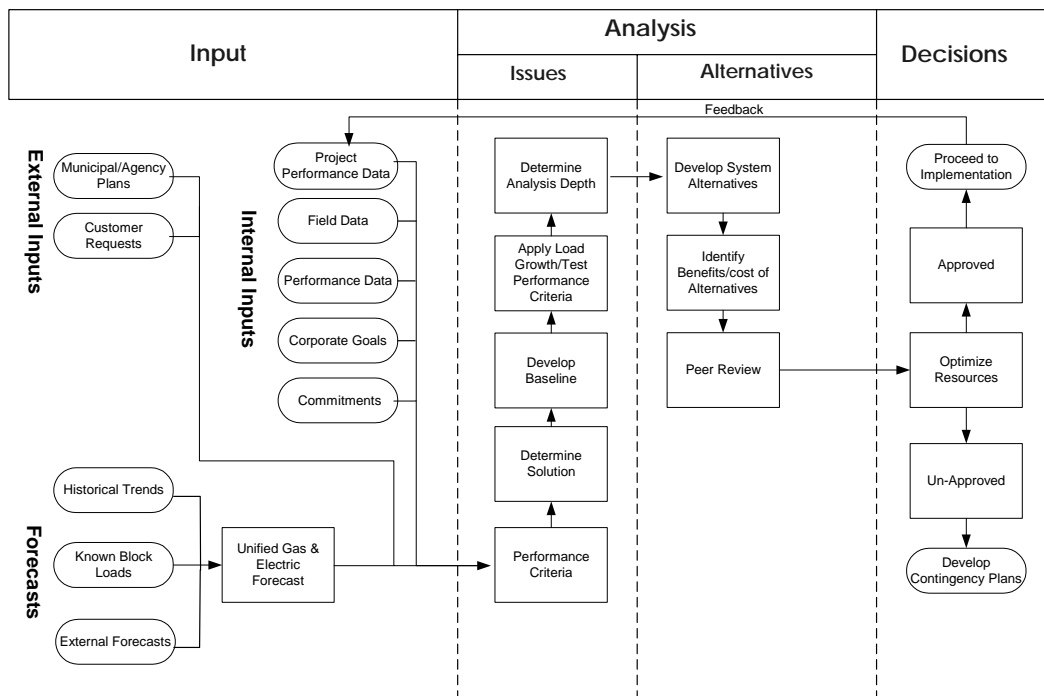 Input
Analysis
Decisions
Issues
Alternatives
Feedback
External Inputs
Municipal/Agency
Plans
Customer
Requests
Internal Inputs
Project
Performance Data
Field Data
Performance Data
Corporate Goals
Commitments
Forecasts
Historical Trends
Known Block
Loads
External Forecasts
Unified Gas &
Electric
Forecast
Determine
Analysis Depth
Apply Load
Growth/Test
Performance
Criteria
Develop
Baseline
Determine
Solution
Performance
Criteria
Develop System
Alternatives
Identify
Benefits/cost of
Alternatives
Peer Review
Proceed to
Implementation
Approved
Optimize
Resources
Un-Approved
Develop
Contingency Plans